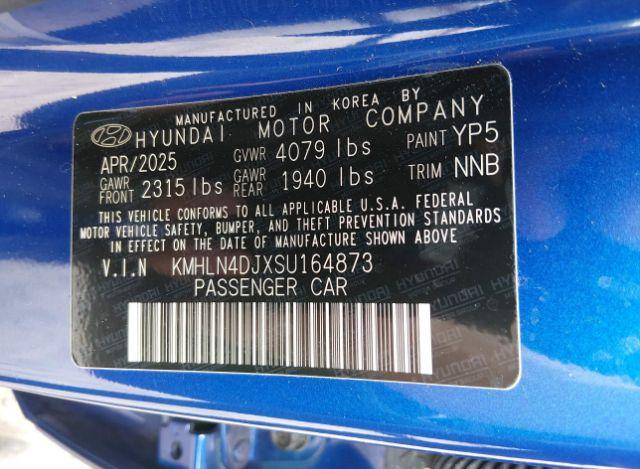 MANUFACTURED IN KOREA BY
HYUNDAI MOTOR COMPANY
APR/2025 GVWR 4079 lbs PAINT YP5
GAWR FRONT 2315 lbs GAWR REAR 1940 lbs TRIM NNB
THIS VEHICLE CONFORMS TO ALL APPLICABLE U.S.A. FEDERAL
MOTOR VEHICLE SAFETY, BUMPER, AND THEFT PREVENTION STANDARDS
IN EFFECT ON THE DATE OF MANUFACTURE SHOWN ABOVE
V.I.N KMHLN4DJXSU164873
PASSENGER CAR